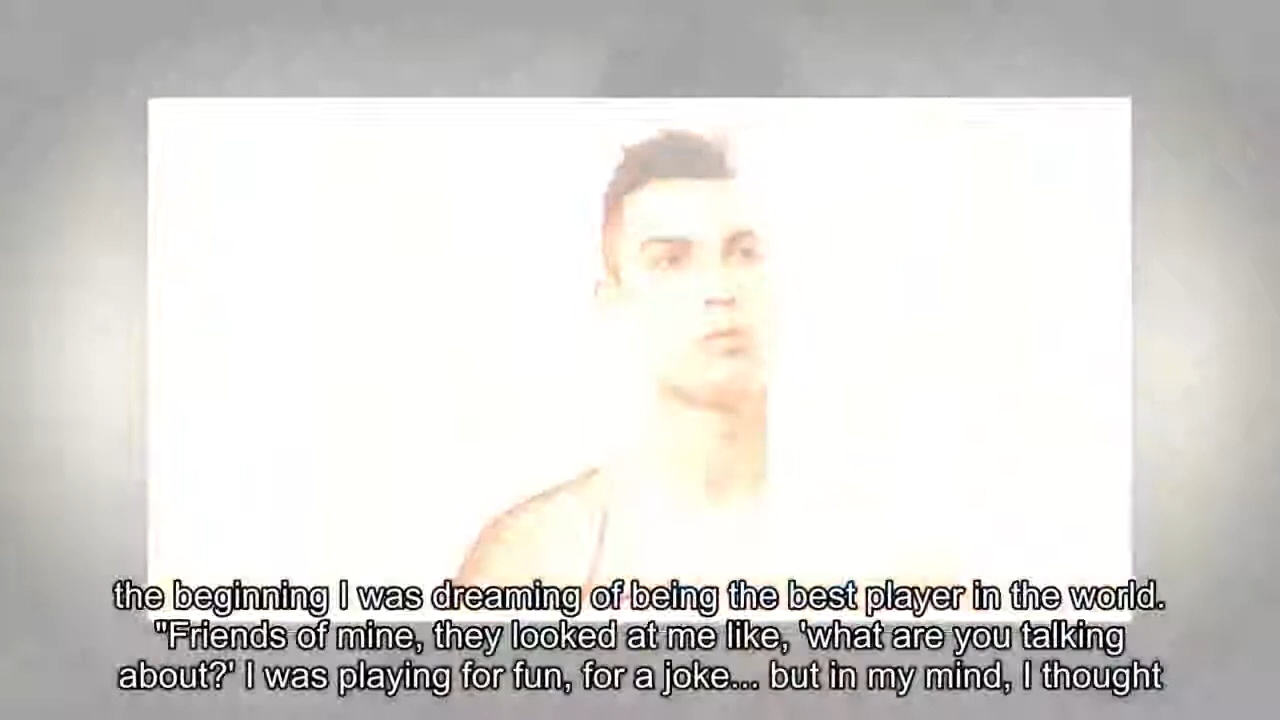 the beginning I was dreaming of being the best player in the world.
"Friends of mine, they looked at me like, 'what are you talking
about?' I was playing for fun, for a joke... but in my mind, I thought